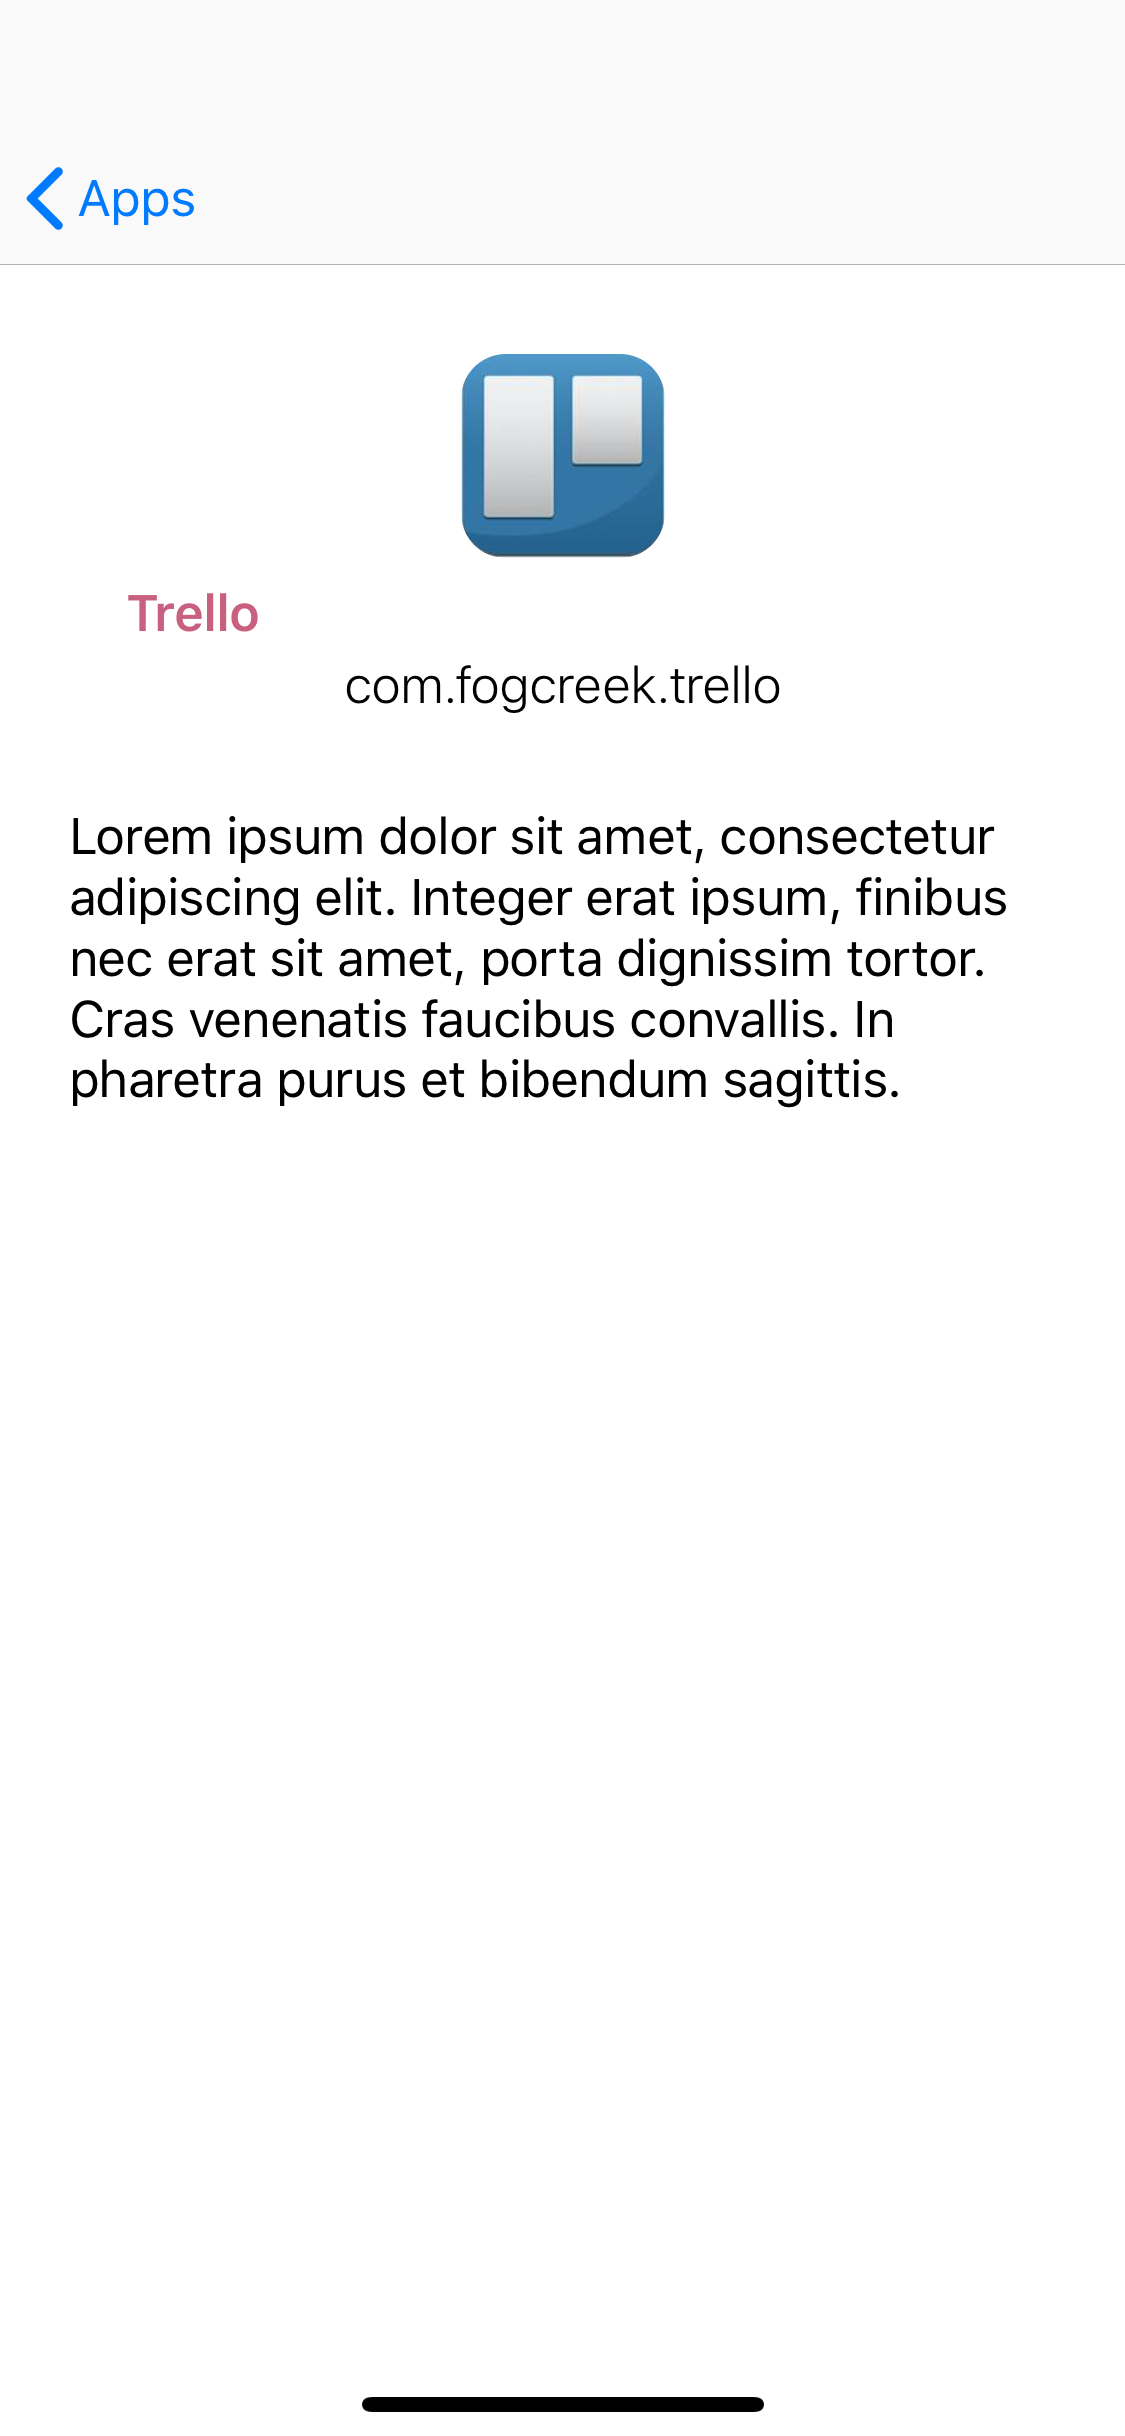 Apps
Trello
com.fogcreek.trello
Lorem ipsum dolor sit amet, consectetur
adipiscing elit. Integer erat ipsum, finibus
nec erat sit amet, porta dignissim tortor.
Cras venenatis faucibus convallis. In
pharetra purus et bibendum sagittis.